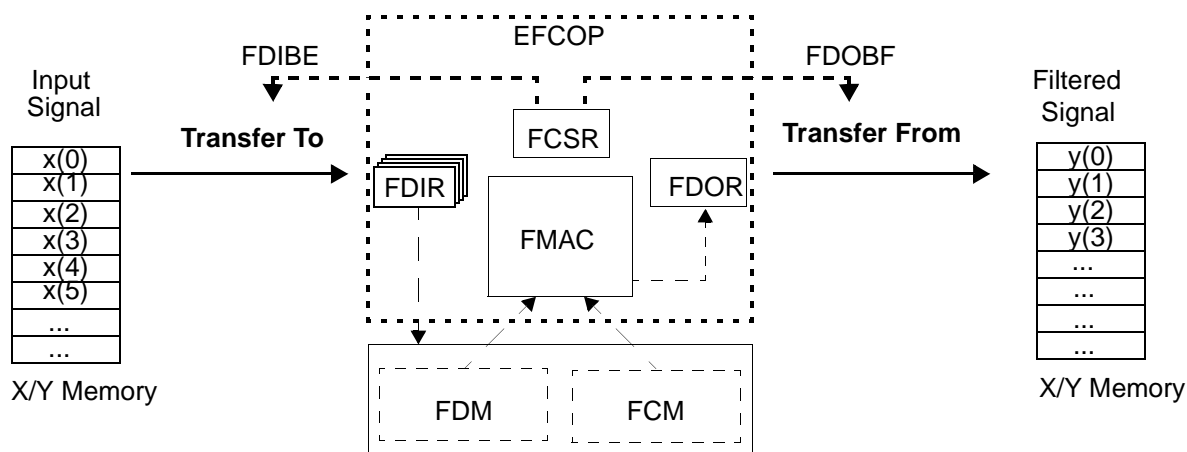 EFCOP
FDIBE
FDOBF
Input
Signal
Filtered
Signal
Transfer To
FCSR
Transfer From
x(0)
x(1)
x(2)
x(3)
x(4)
x(5)
...
...
X/Y Memory
FDIR
FMAC
FDOR
y(0)
y(1)
y(2)
y(3)
...
...
...
...
X/Y Memory
FDM
FCM